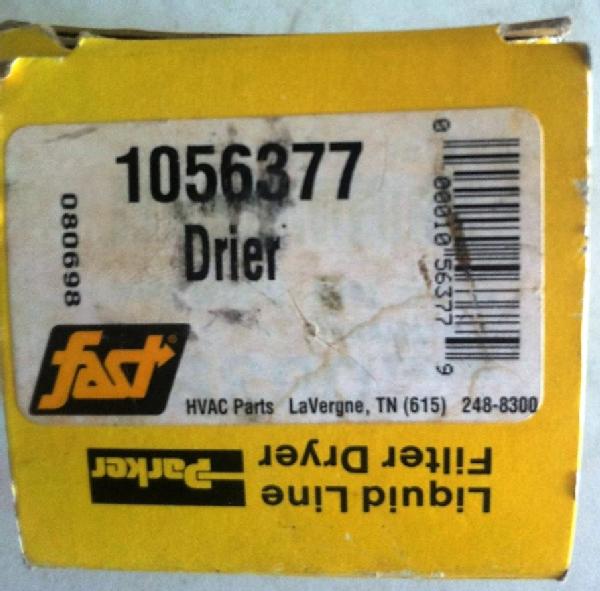 1056377
Drier
080698
0 00010 56377 9
fast
HVAC Parts LaVergne, TN (615) 248-8300
Liquid Line
Filter Dryer
Parker